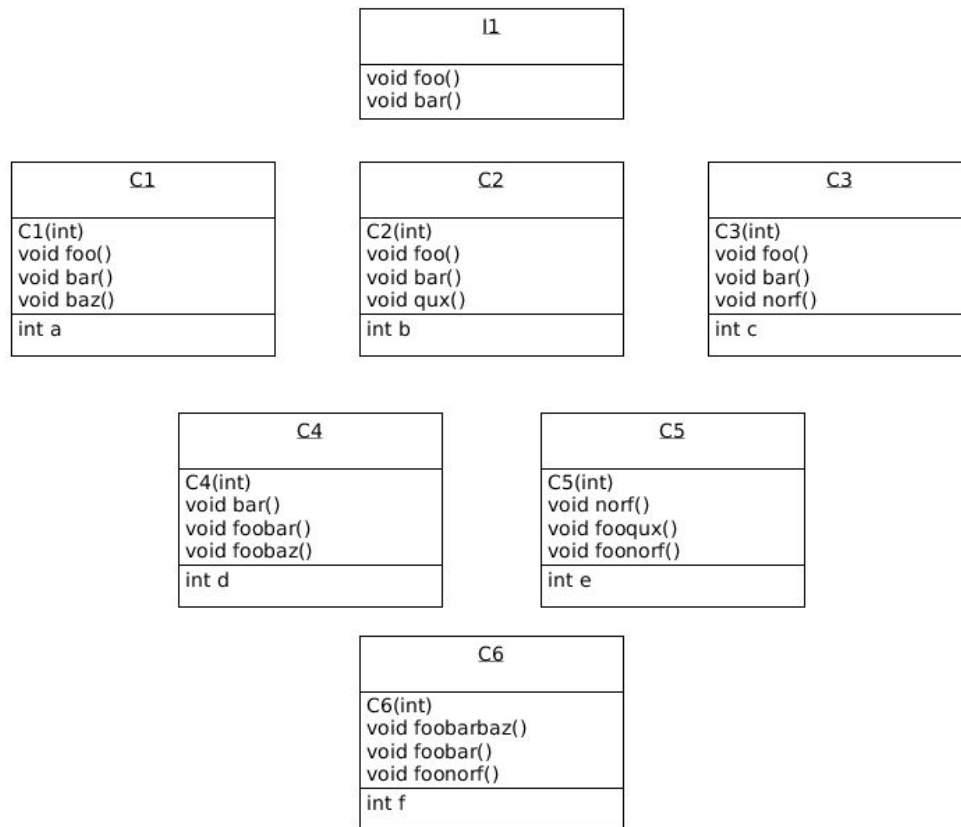 I1
void foo()
void bar()
C1
C1(int)
void foo()
void bar()
void baz()
int a
C2
C2(int)
void foo()
void bar()
void qux()
int b
C3
C3(int)
void foo()
void bar()
void norf()
int c
C4
C4(int)
void bar()
void foobar()
void foobaz()
int d
C5
C5(int)
void norf()
void fooqux()
void foonorf()
int e
C6
C6(int)
void foobarbaz()
void foobar()
void foonorf()
int f